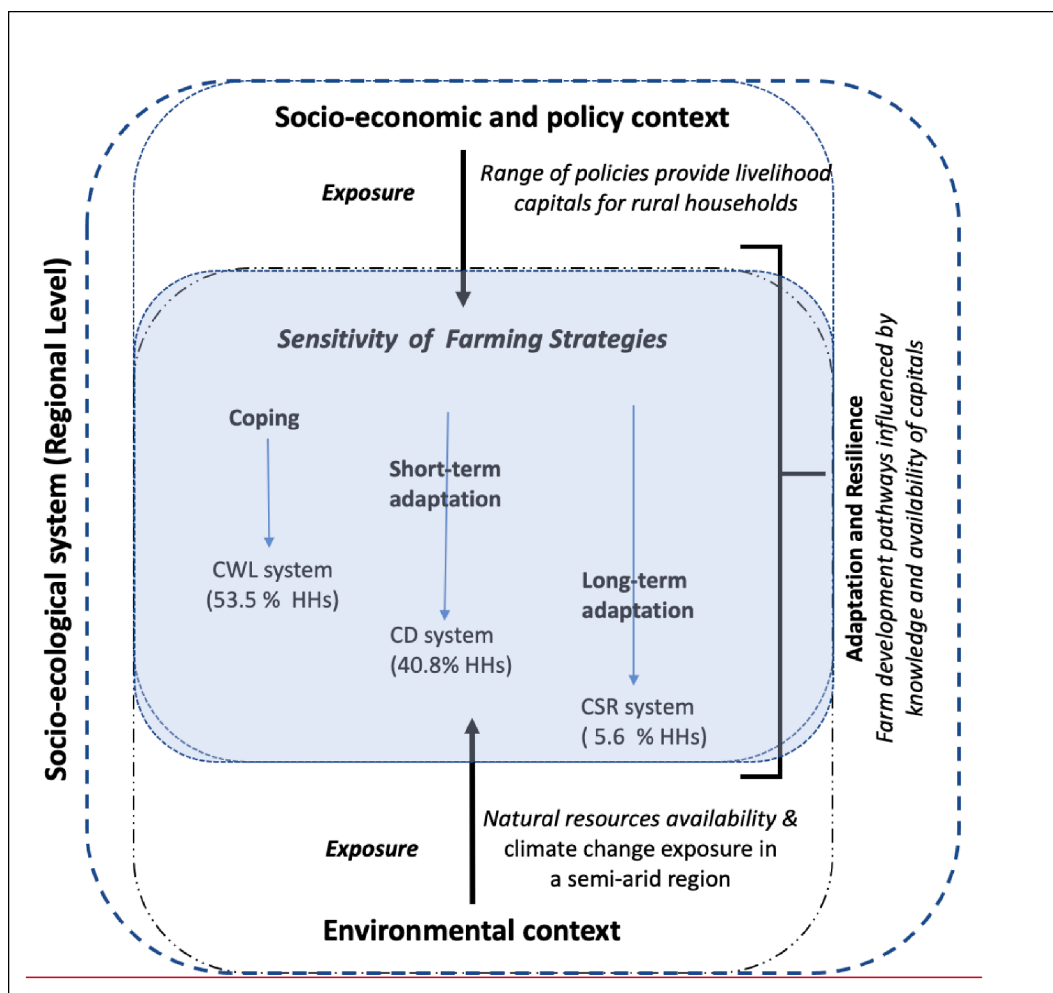 Socio-economic and policy context
Exposure
Range of policies provide livelihood
capitals for rural households
Socio-ecological system (Regional Level)
Sensitivity of Farming Strategies
Coping
Short-term
adaptation
CWL system
(53.5 % HHs)
Long-term
adaptation
CD system
(40.8% HHs)
CSR system
( 5.6 % HHs)
Adaptation and Resilience
Farm development pathways influenced by
knowledge and availability of capitals
Exposure
Natural resources availability &
climate change exposure in
a semi-arid region
Environmental context